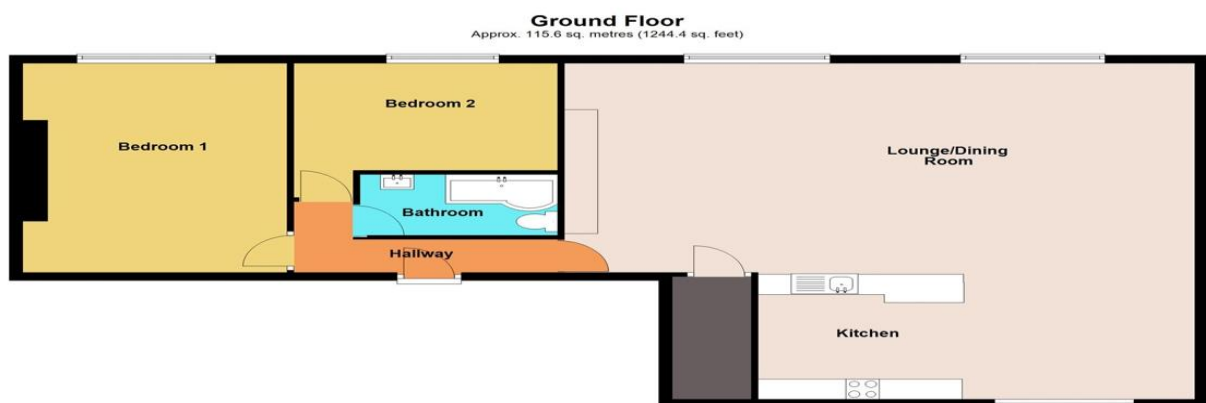 Ground Floor
Approx. 115.6 sq. metres (1244.4 sq. feet)
Bedroom 2
Bedroom 1
Lounge/Dining
Room
Bathroom
Hallway
Kitchen